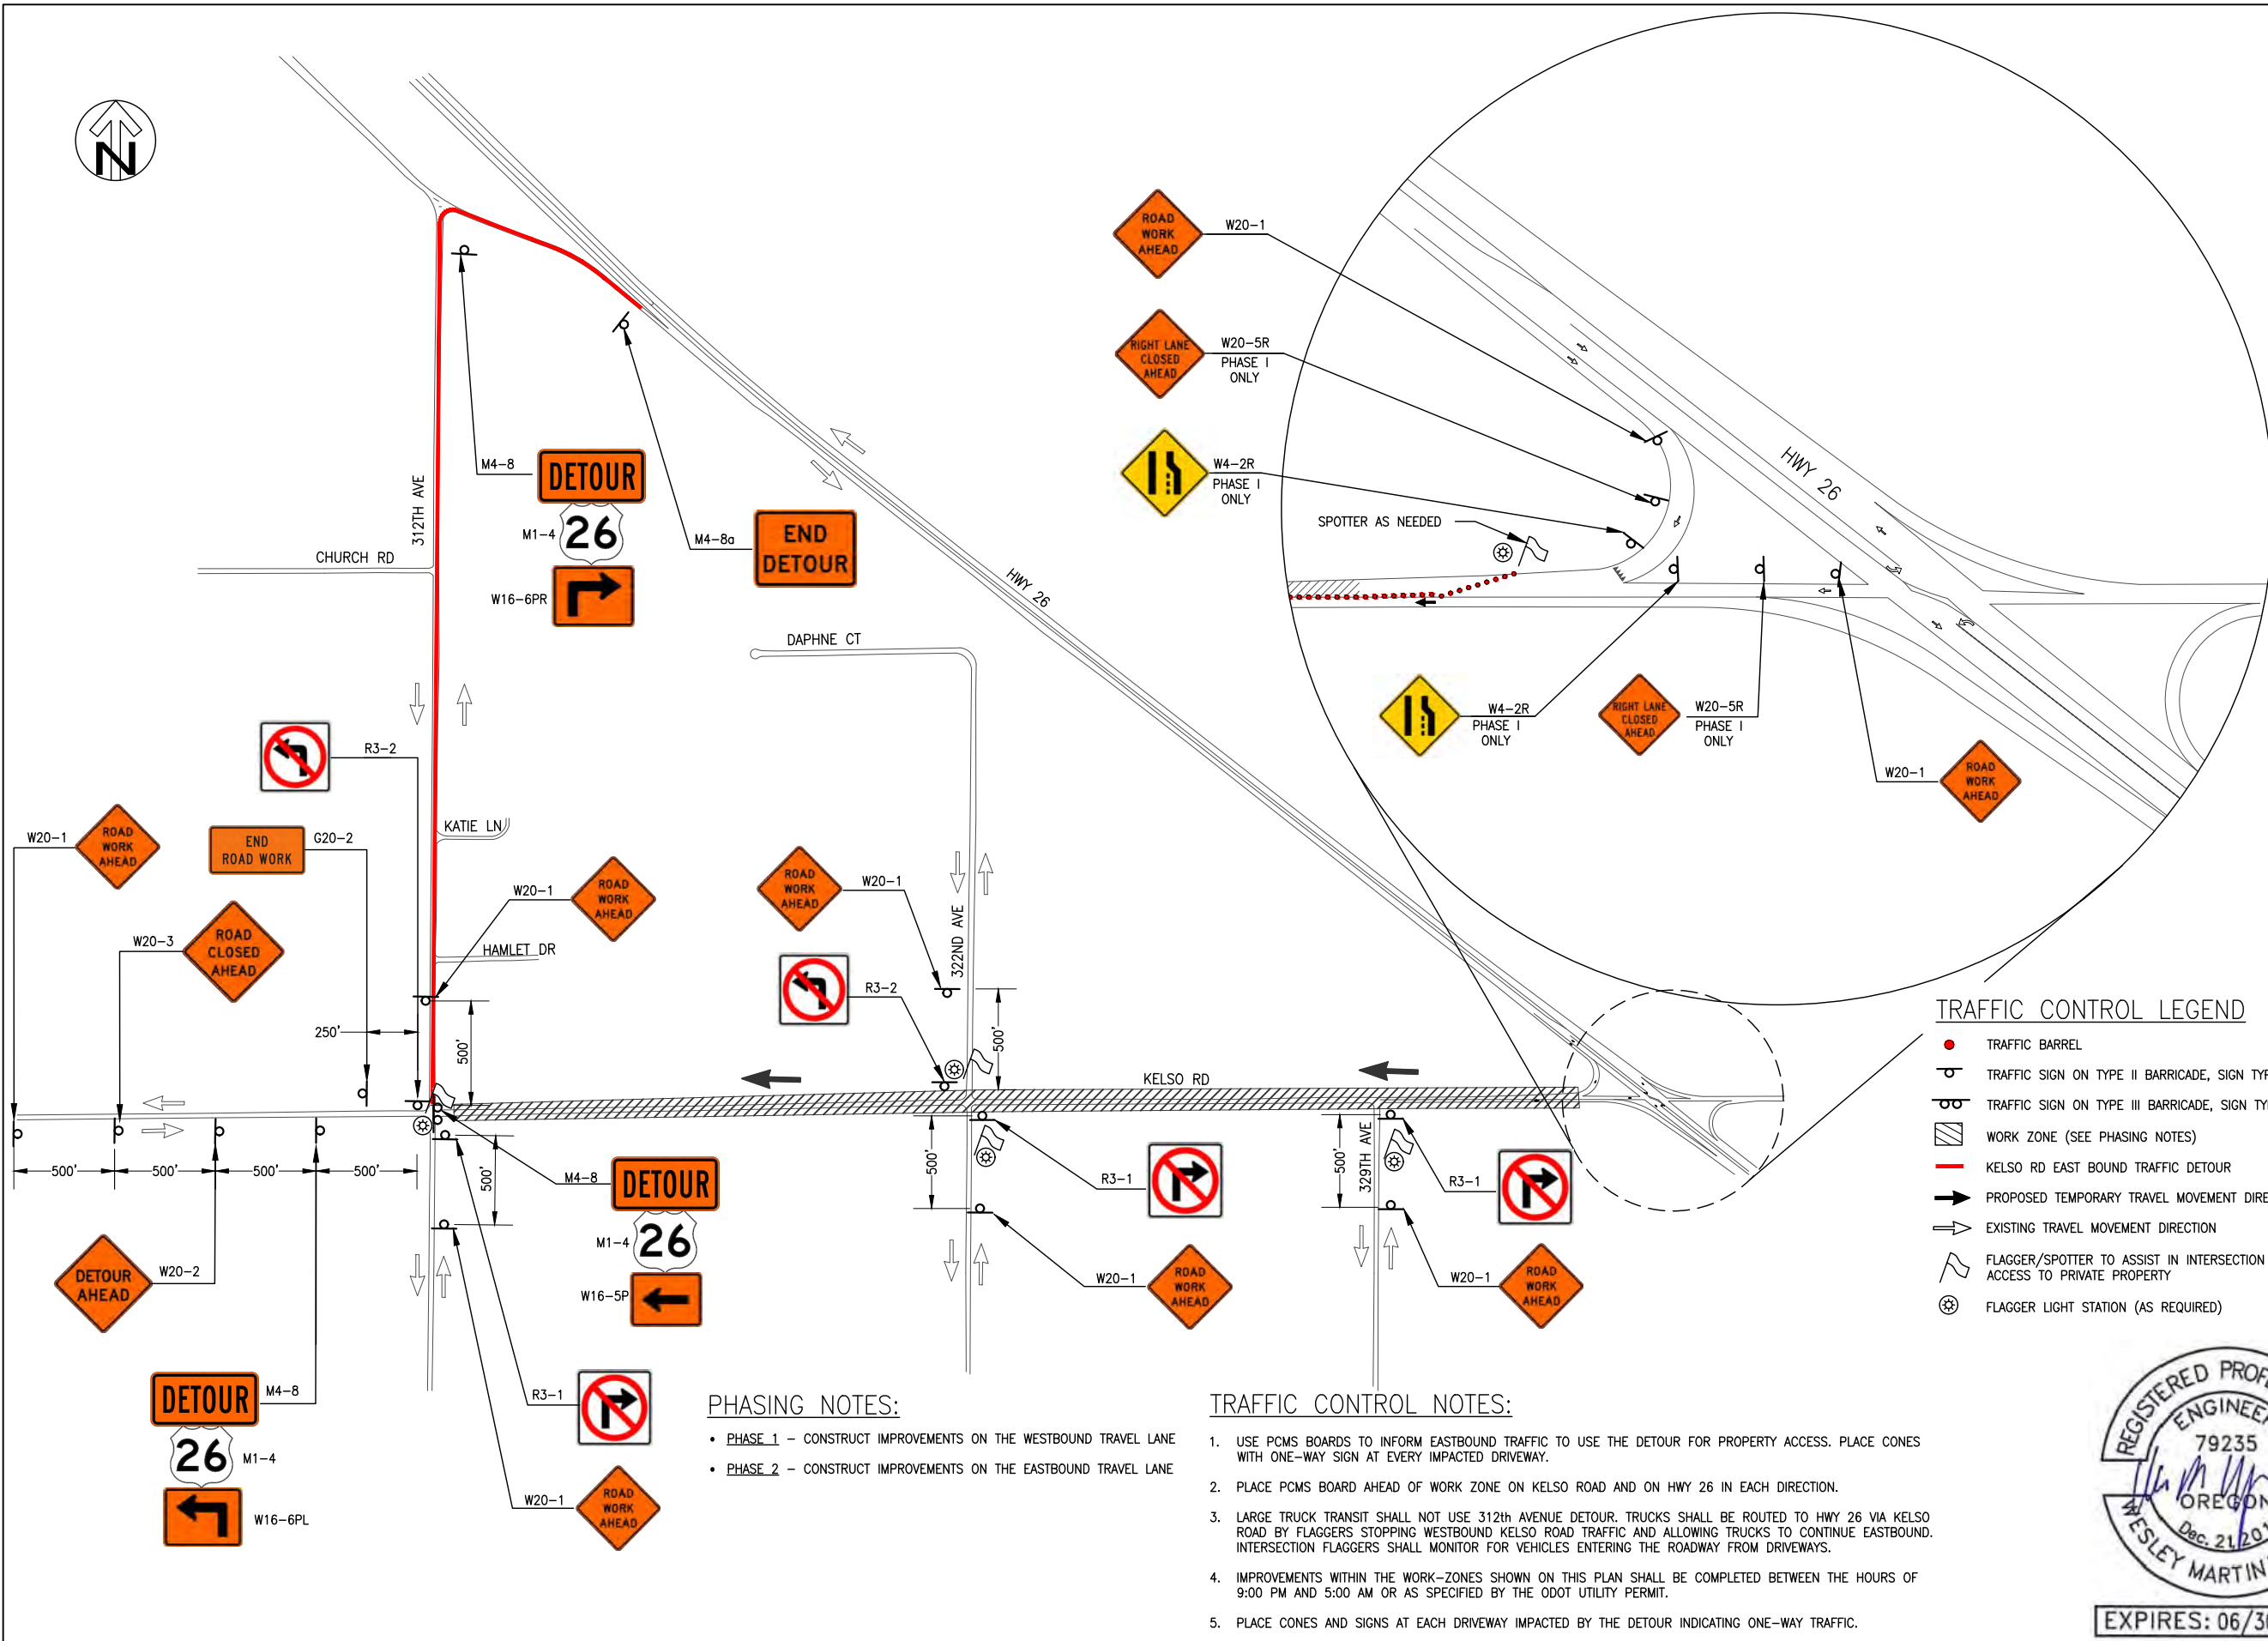 N
ROAD
WORK
AHEAD
W20-1
RIGHT LANE
CLOSED
AHEAD
W20-5R
PHASE I
ONLY
W4-2R
PHASE I
ONLY
SPOTTER AS NEEDED
HWY 26
W4-2R
PHASE I
ONLY
RIGHT LANE
CLOSED
AHEAD
W20-5R
PHASE I
ONLY
W20-1
ROAD
WORK
AHEAD
312TH AVE
M4-8
DETOUR
M1-4
26
W16-6PR
M4-8a
END
DETOUR
CHURCH RD
HWY 26
DAPHNE CT
R3-2
KATIE LN
W20-1
ROAD
WORK
AHEAD
END
ROAD WORK
G20-2
W20-1
ROAD
WORK
AHEAD
ROAD
WORK
AHEAD
W20-1
322ND AVE
W20-3
ROAD
CLOSED
AHEAD
HAMLET DR
R3-2
250'
500'
500'
KELSO RD
500'
500'
500'
500'
500'
500'
500'
329TH AVE
M4-8
DETOUR
M1-4
26
W16-5P
R3-1
R3-1
W20-1
ROAD
WORK
AHEAD
W20-1
ROAD
WORK
AHEAD
DETOUR
AHEAD
W20-2
DETOUR
M4-8
26
M1-4
W16-6PL
R3-1
W20-1
ROAD
WORK
AHEAD
TRAFFIC CONTROL LEGEND
TRAFFIC BARREL
TRAFFIC SIGN ON TYPE II BARRICADE, SIGN TY
TRAFFIC SIGN ON TYPE III BARRICADE, SIGN TY
WORK ZONE (SEE PHASING NOTES)
KELSO RD EAST BOUND TRAFFIC DETOUR
PROPOSED TEMPORARY TRAVEL MOVEMENT DIRE
EXISTING TRAVEL MOVEMENT DIRECTION
FLAGGER/SPOTTER TO ASSIST IN INTERSECTION
ACCESS TO PRIVATE PROPERTY
FLAGGER LIGHT STATION (AS REQUIRED)
PHASING NOTES:
• PHASE 1 – CONSTRUCT IMPROVEMENTS ON THE WESTBOUND TRAVEL LANE
• PHASE 2 – CONSTRUCT IMPROVEMENTS ON THE EASTBOUND TRAVEL LANE
TRAFFIC CONTROL NOTES:
1. USE PCMS BOARDS TO INFORM EASTBOUND TRAFFIC TO USE THE DETOUR FOR PROPERTY ACCESS. PLACE CONES
WITH ONE-WAY SIGN AT EVERY IMPACTED DRIVEWAY.
2. PLACE PCMS BOARD AHEAD OF WORK ZONE ON KELSO ROAD AND ON HWY 26 IN EACH DIRECTION.
3. LARGE TRUCK TRANSIT SHALL NOT USE 312th AVENUE DETOUR. TRUCKS SHALL BE ROUTED TO HWY 26 VIA KELSO
ROAD BY FLAGGERS STOPPING WESTBOUND KELSO ROAD TRAFFIC AND ALLOWING TRUCKS TO CONTINUE EASTBOUND.
INTERSECTION FLAGGERS SHALL MONITOR FOR VEHICLES ENTERING THE ROADWAY FROM DRIVEWAYS.
4. IMPROVEMENTS WITHIN THE WORK-ZONES SHOWN ON THIS PLAN SHALL BE COMPLETED BETWEEN THE HOURS OF
9:00 PM AND 5:00 AM OR AS SPECIFIED BY THE ODOT UTILITY PERMIT.
5. PLACE CONES AND SIGNS AT EACH DRIVEWAY IMPACTED BY THE DETOUR INDICATING ONE-WAY TRAFFIC.
REGISTERED PROF
ENGINEE
79235
OREGON
Dec. 21, 201
WESLEY MARTIN
EXPIRES: 06/3